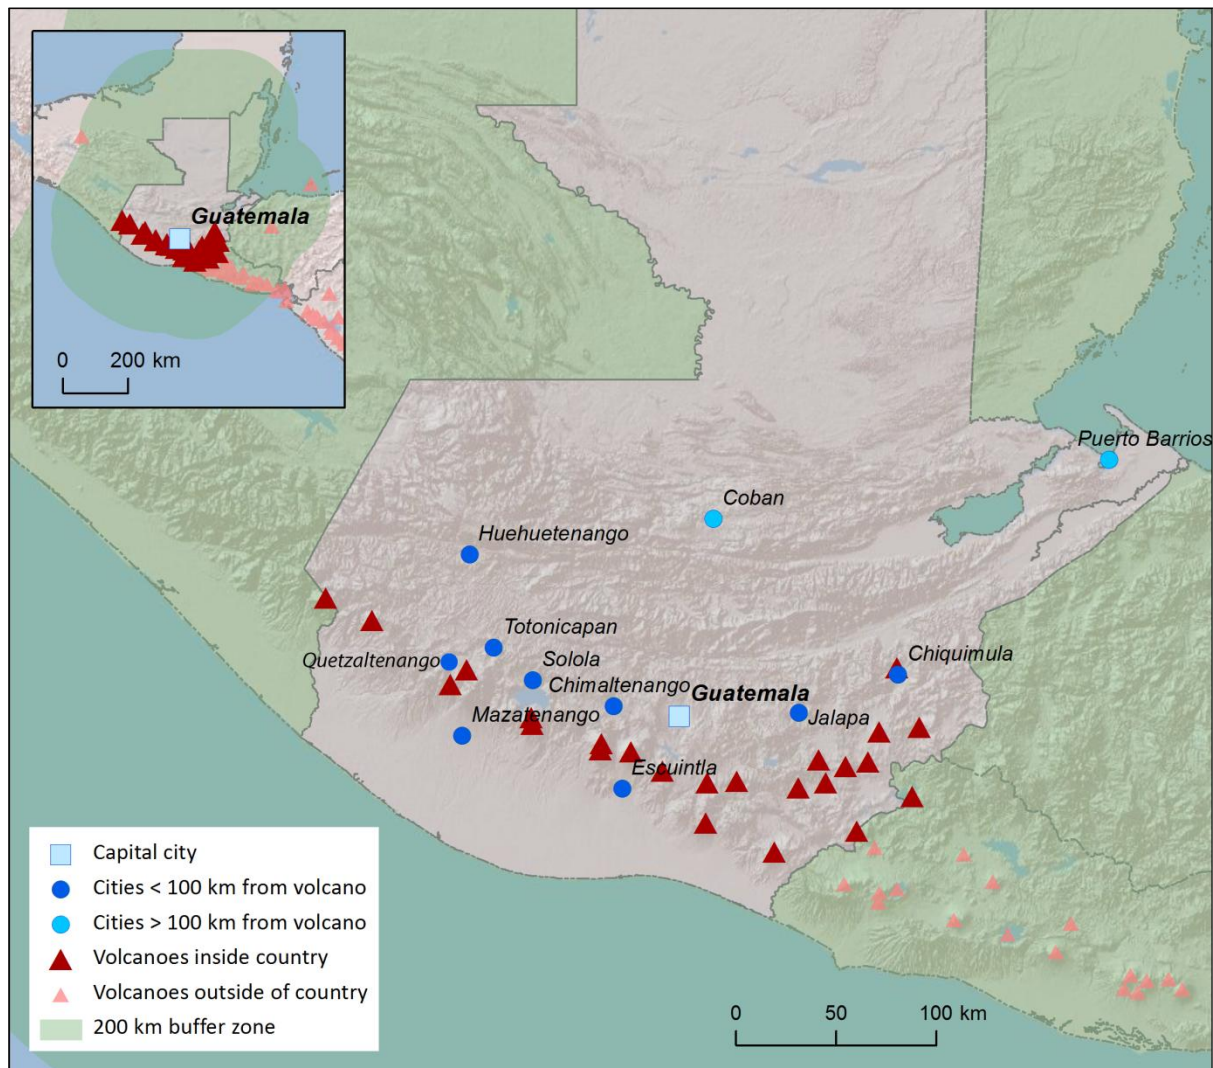 Guatemala
0 200 km
Puerto Barrios
Coban
Huehuetenango
Totonicapan
Quetzaltenango
Solola
Chiquimula
Chimaltenango
Guatemala
Mazatenango
Jalapa
Escuintla
Capital city
Cities < 100 km from volcano
Cities > 100 km from volcano
Volcanoes inside country
Volcanoes outside of country
200 km buffer zone
0 50 100 km